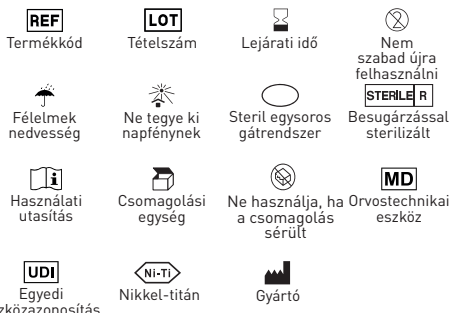 REF
LOT
2
Termékkód
Tételszám
Lejárati idő
Nem
szabad újra
felhasználni
STERILE R
Félelmek
nedvesség
Ne tegye ki
napfénynek
Steril egysoros
gátrendszer
Besugárzással
sterilizált
i
MD
Használati
utasítás
Csomagolási
egység
Ne használja, ha
a csomagolás
sérült
Orvostechnikai
eszköz
UDI
Ni-Ti
Egyedi
zközazonosítás
Nikkel-titán
Gyártó